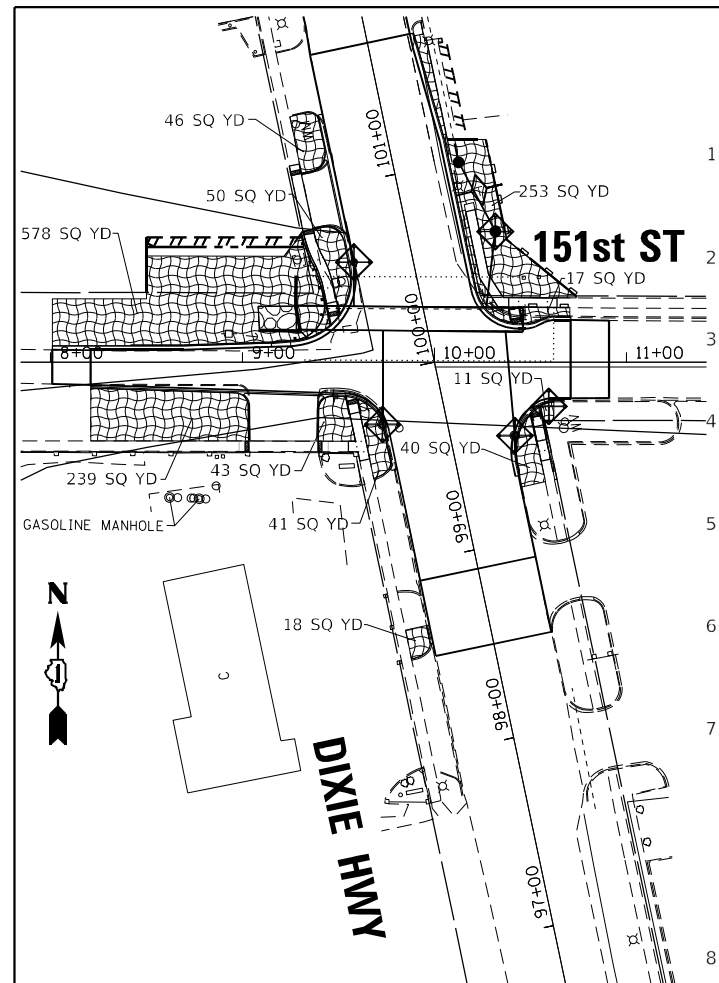 46 SQ YD
101+00
1
50 SQ YD
253 SQ YD
578 SQ YD
151st ST
2
17 SQ YD
100+00
3
8+00
9+00
10+00
11+00
11 SQ YD
4
40 SQ YD
239 SQ YD
43 SQ YD
GASOLINE MANHOLE
41 SQ YD
99+00
5
N
18 SQ YD
6
C
98+00
7
DIXIE HWY
97+00
8